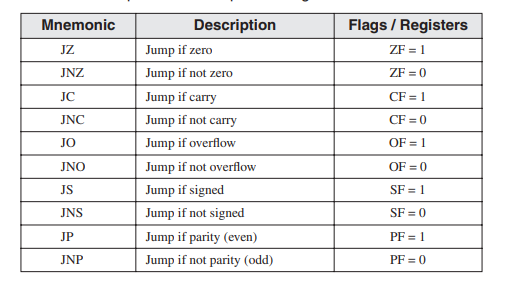 Mnemonic Description Flags / Registers
JZ Jump if zero ZF = 1
JNZ Jump if not zero ZF = 0
JC Jump if carry CF = 1
JNC Jump if not carry CF = 0
JO Jump if overflow OF = 1
JNO Jump if not overflow OF = 0
JS Jump if signed SF = 1
JNS Jump if not signed SF = 0
JP Jump if parity (even) PF = 1
JNP Jump if not parity (odd) PF = 0